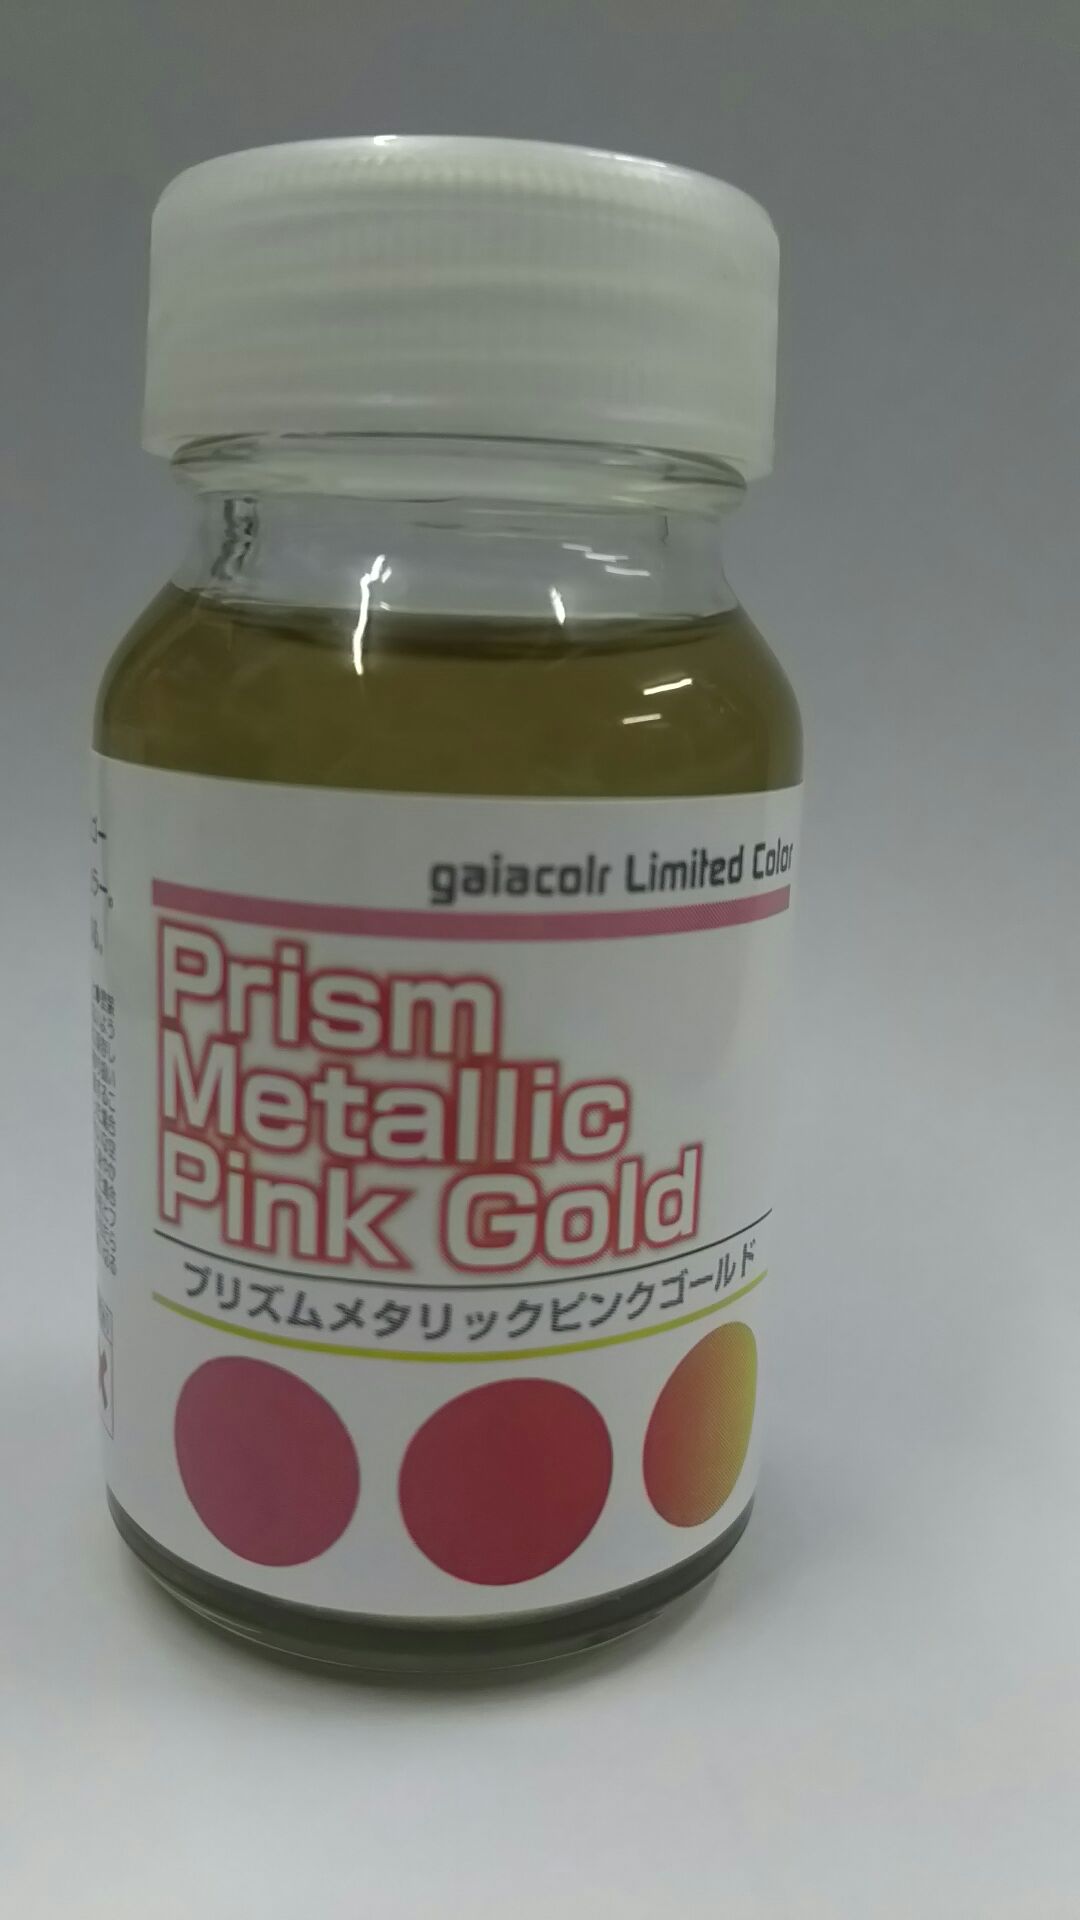 gaiacolr Limited Color
Prism
Metallic
Pink Gold
プリズムメタリックピンクゴールド